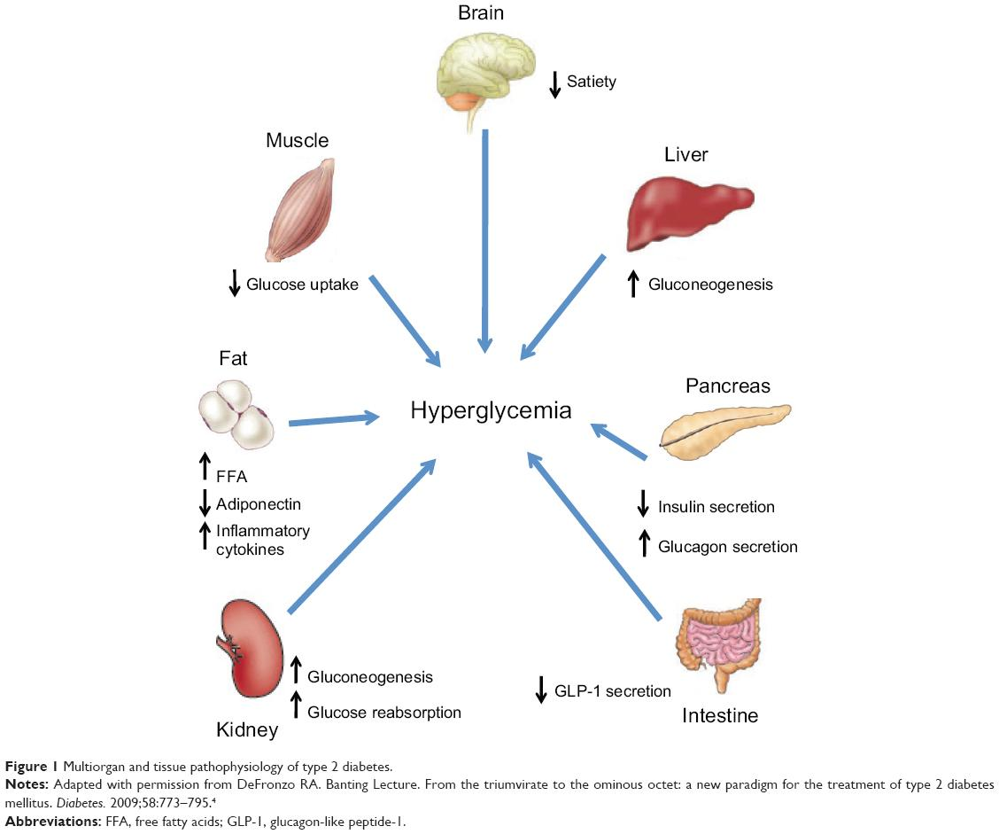 Brain
↓ Satiety
Muscle
↓ Glucose uptake
Liver
↑ Gluconeogenesis
Fat
↑ FFA
↓ Adiponectin
↑ Inflammatory
cytokines
Hyperglycemia
Pancreas
↓ Insulin secretion
↑ Glucagon secretion
Kidney
↑ Gluconeogenesis
↑ Glucose reabsorption
↓ GLP-1 secretion
Intestine
Figure 1 Multiorgan and tissue pathophysiology of type 2 diabetes.
Notes: Adapted with permission from DeFronzo RA. Banting Lecture. From the triumvirate to the ominous octet: a new paradigm for the treatment of type 2 diabetes
mellitus. Diabetes. 2009;58:773–795.⁴
Abbreviations: FFA, free fatty acids; GLP-1, glucagon-like peptide-1.